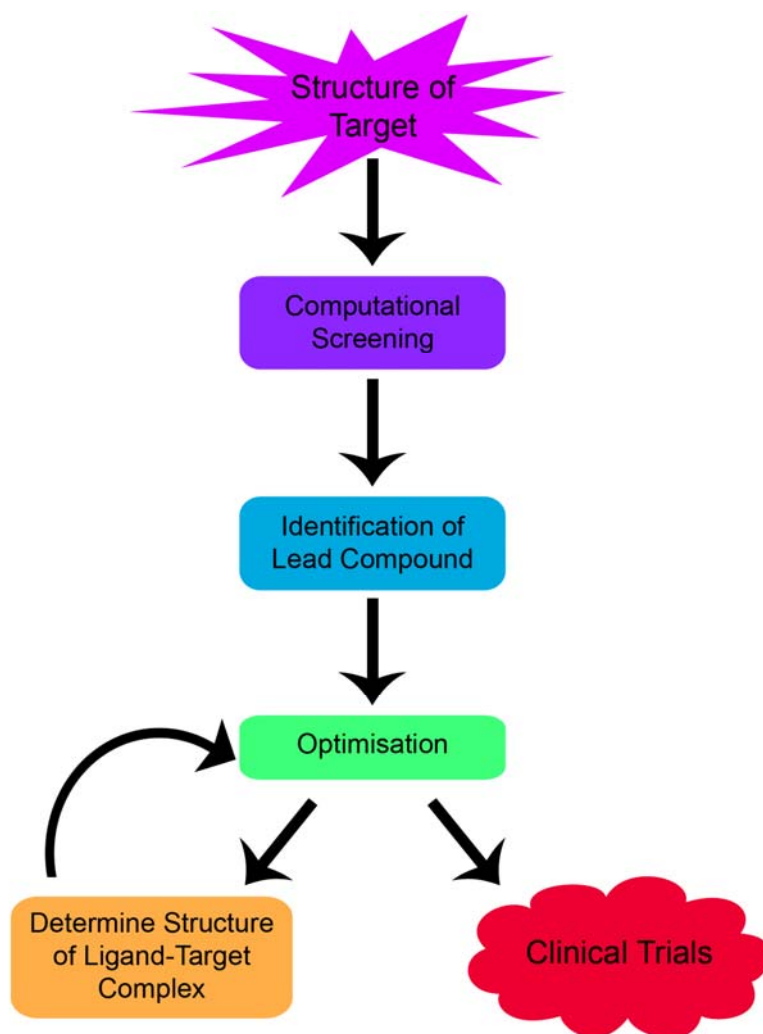 Structure of
Target
Computational
Screening
Identification of
Lead Compound
Optimisation
Determine Structure
of Ligand-Target
Complex
Clinical Trials